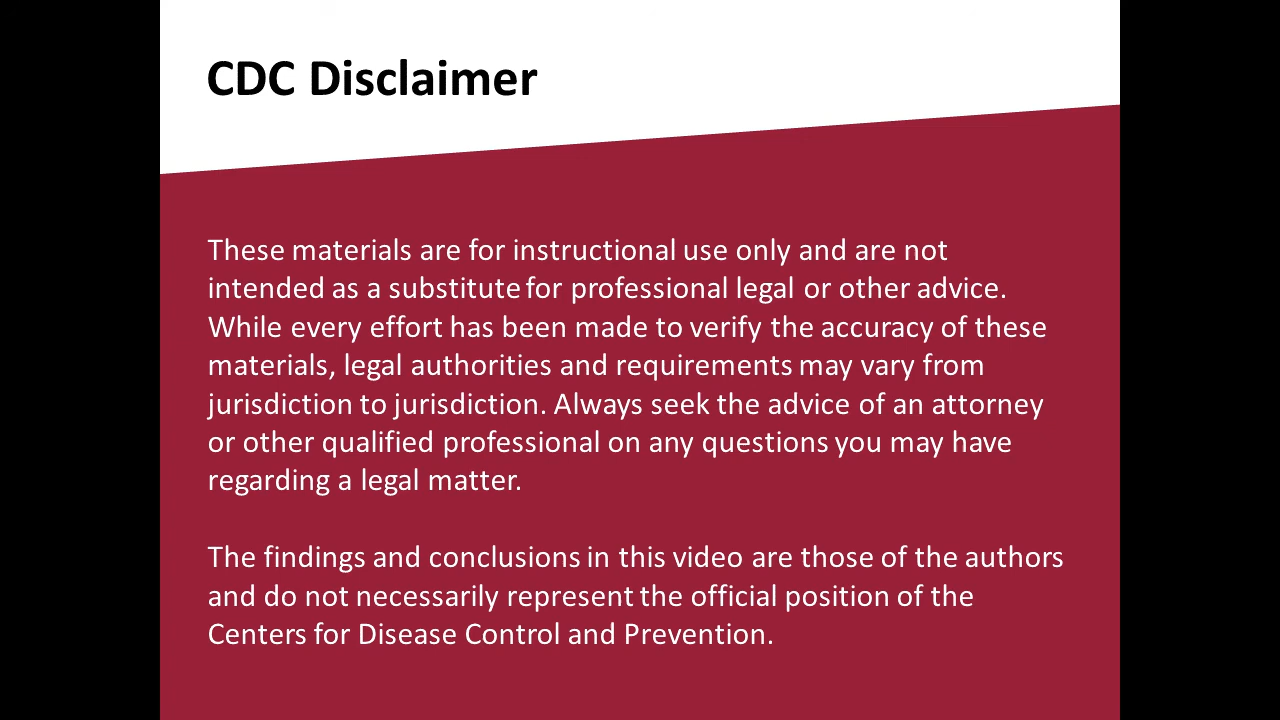 CDC Disclaimer
These materials are for instructional use only and are not
intended as a substitute for professional legal or other advice.
While every effort has been made to verify the accuracy of these
materials, legal authorities and requirements may vary from
jurisdiction to jurisdiction. Always seek the advice of an attorney
or other qualified professional on any questions you may have
regarding a legal matter.
The findings and conclusions in this video are those of the authors
and do not necessarily represent the official position of the
Centers for Disease Control and Prevention.